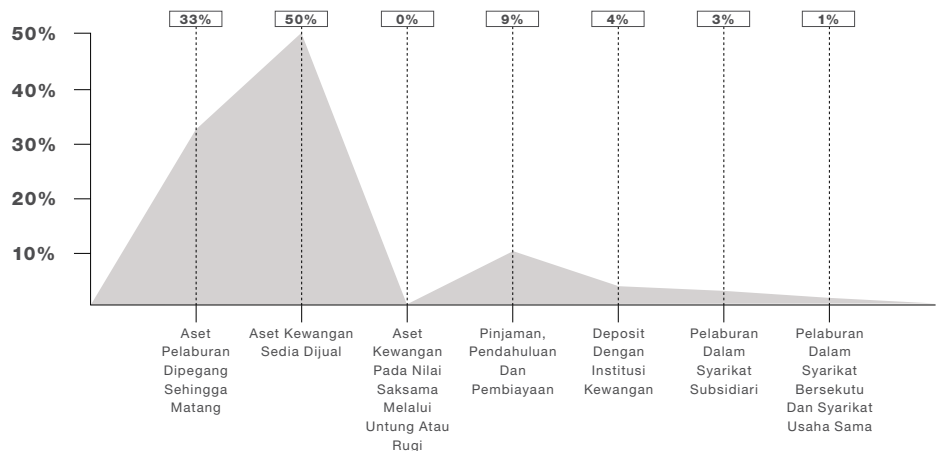 33%
50%
0%
9%
4%
3%
1%
50%
40%
30%
20%
10%
Aset
Pelaburan
Dipegang
Sehingga
Matang
Aset Kewangan
Sedia Dijual
Aset
Kewangan
Pada Nilai
Saksama
Melalui
Untung Atau
Rugi
Pinjaman,
Pendahuluan
Dan
Pembiayaan
Deposit
Dengan
Institusi
Kewangan
Pelaburan
Dalam
Syarikat
Subsidiari
Pelaburan
Dalam
Syarikat
Bersekutu
Dan Syarikat
Usaha Sama